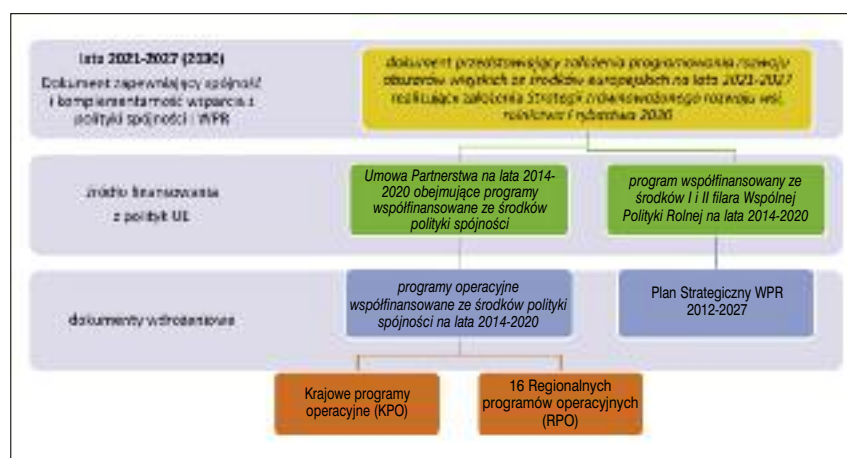 lata 2021-2027 (2030)
Dokument zapewniający spójność
i komplementarność wsparcia z
polityki spójności i WPR
dokument przedstawiający założenia programowania rozwoju
obszarów wiejskich ze środków europejskich na lata 2021-2027
realizujący założenia Strategii zrównoważonego rozwoju wsi,
rolnictwa i rybactwa 2030
źródło finansowania
z polityk UE
Umowa Partnerstwa na lata 2014-
2020 obejmujące programy
współfinansowane ze środków
polityki spójności
program współfinansowany ze
środków I i II filara Wspólnej
Polityki Rolnej na lata 2014-2020
dokumenty wdrożeniowe
programy operacyjne
współfinansowane ze środków polityki
spójności na lata 2014-2020
Plan Strategiczny WPR
2012-2027
Krajowe programy
operacyjne (KPO)
16 Regionalnych
programów operacyjnych
(RPO)